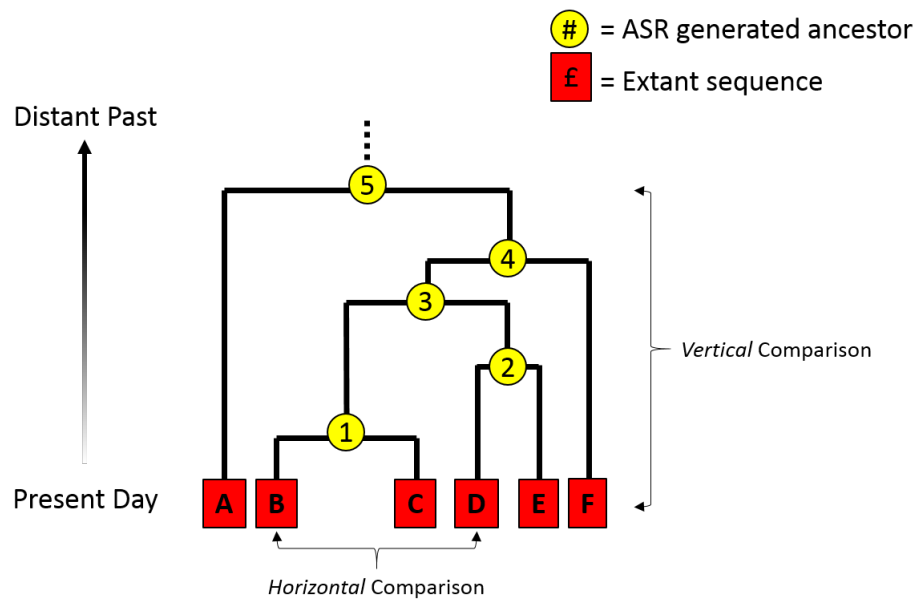 # = ASR generated ancestor
£ = Extant sequence
Distant Past
5
4
3
Vertical Comparison
2
1
Present Day A B C D E F
Horizontal Comparison